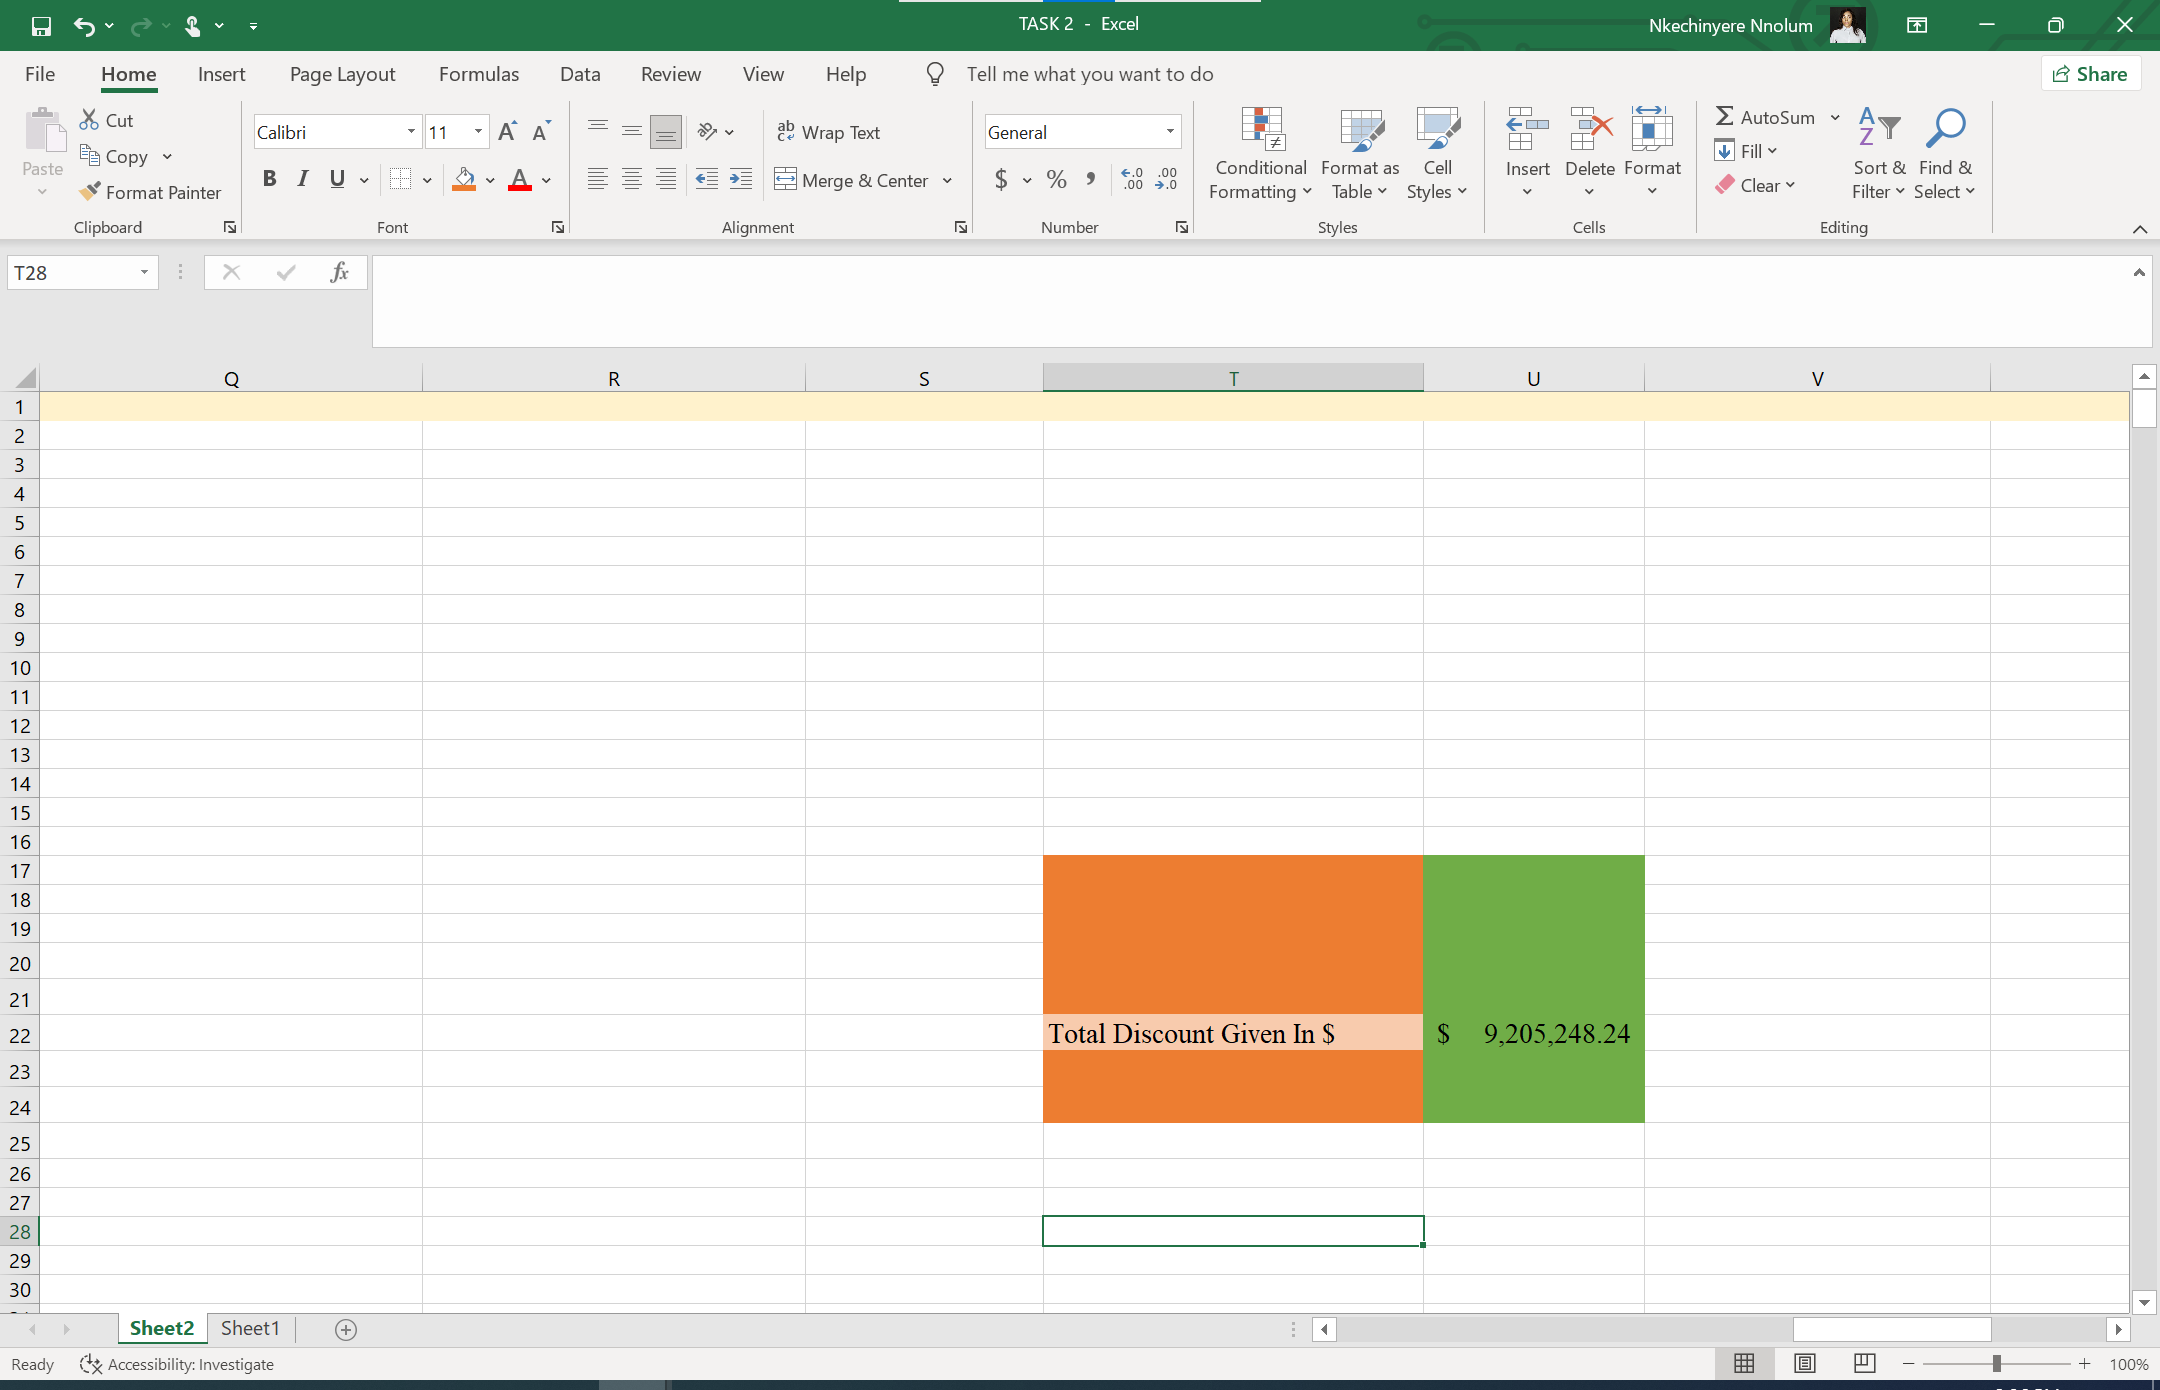 TASK 2 - Excel
Nkechinyere Nnolum
File Home Insert Page Layout Formulas Data Review View Help Tell me what you want to do
Share
Paste
Cut
Copy
Format Painter
Clipboard
Calibri 11
B I U A
Font
ab Wrap Text
Merge & Center
Alignment
General
$ % ,
Number
Conditional Formatting
Format as Table
Cell Styles
Styles
Insert Delete Format
Cells
AutoSum
Fill
Clear
Sort & Filter
Find & Select
Editing
T28
fx
Q R S T U V
1
2
3
4
5
6
7
8
9
10
11
12
13
14
15
16
17
18
19
20
21
22 Total Discount Given In $ $ 9,205,248.24
23
24
25
26
27
28
29
30
Sheet2 Sheet1
Ready Accessibility: Investigate 100%